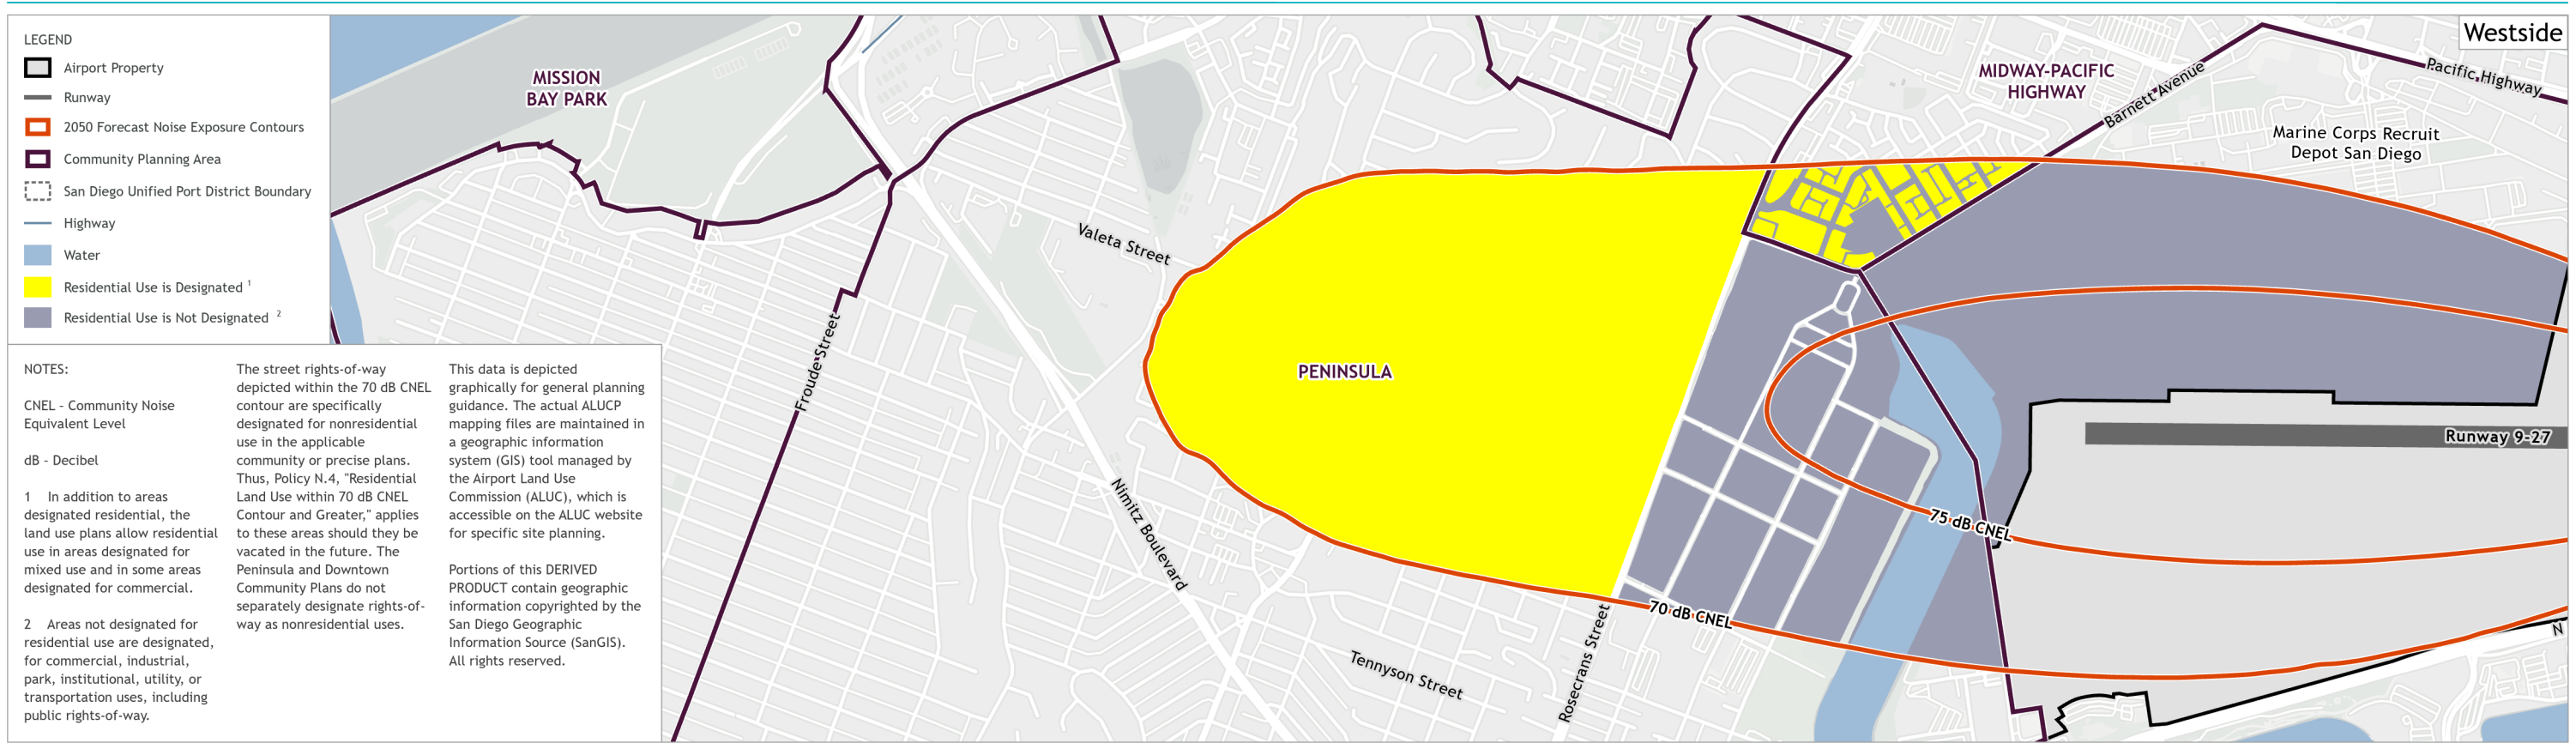 LEGEND
Airport Property
Runway
2050 Forecast Noise Exposure Contours
Community Planning Area
San Diego Unified Port District Boundary
Highway
Water
Residential Use is Designated 1
Residential Use is Not Designated 2
NOTES:
CNEL - Community Noise
Equivalent Level
dB - Decibel
1 In addition to areas
designated residential, the
land use plans allow residential
use in areas designated for
mixed use and in some areas
designated for commercial.
2 Areas not designated for
residential use are designated,
for commercial, industrial,
park, institutional, utility, or
transportation uses, including
public rights-of-way.
The street rights-of-way
depicted within the 70 dB CNEL
contour are specifically
designated for nonresidential
use in the applicable
community or precise plans.
Thus, Policy N.4, "Residential
Land Use within 70 dB CNEL
Contour and Greater," applies
to these areas should they be
vacated in the future. The
Peninsula and Downtown
Community Plans do not
separately designate rights-of-
way as nonresidential uses.
This data is depicted
graphically for general planning
guidance. The actual ALUCP
mapping files are maintained in
a geographic information
system (GIS) tool managed by
the Airport Land Use
Commission (ALUC), which is
accessible on the ALUC website
for specific site planning.
Portions of this DERIVED
PRODUCT contain geographic
information copyrighted by the
San Diego Geographic
Information Source (SanGIS).
All rights reserved.
MISSION
BAY PARK
Froude Street
Valeta Street
Nimitz Boulevard
PENINSULA
Tennyson Street
Rosecrans Street
70 dB CNEL
75 dB CNEL
MIDWAY-PACIFIC
HIGHWAY
Barnett Avenue
Westside
Pacific Highway
Marine Corps Recruit
Depot San Diego
Runway 9-27
N